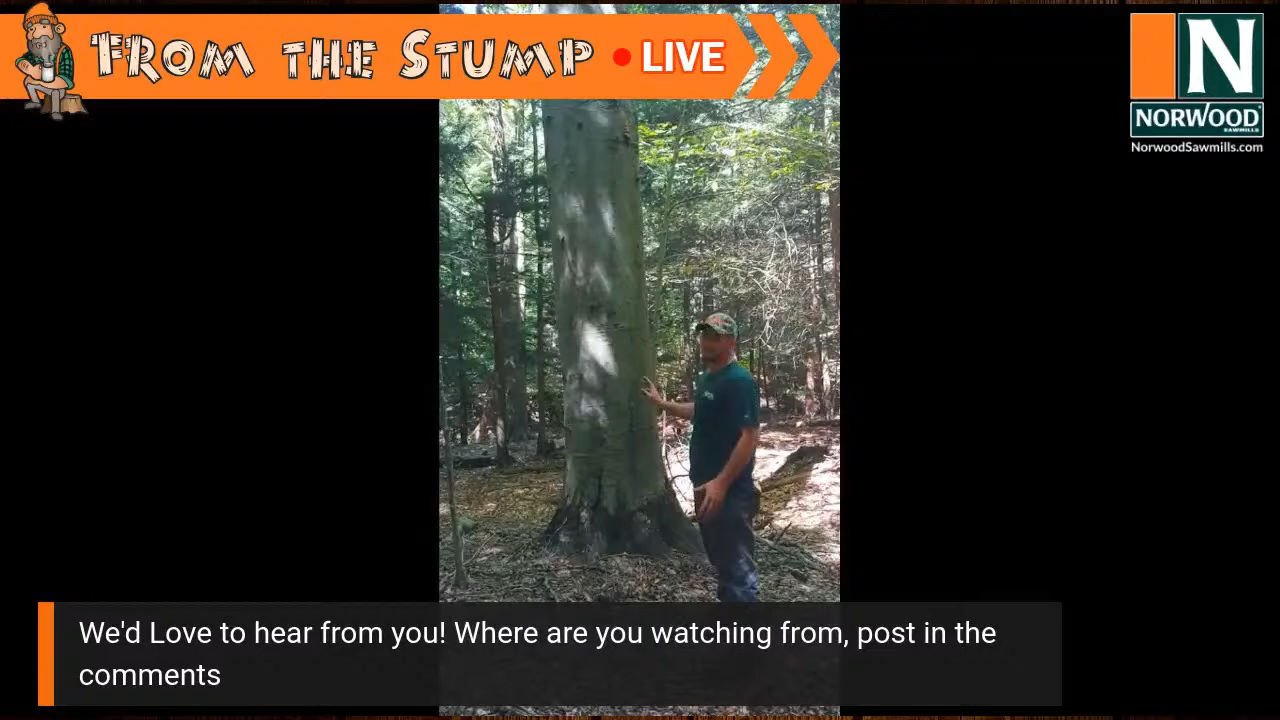 FROM THE STUMP
LIVE
N
NORWOOD
SAWMILLS
NorwoodSawmills.com
We'd Love to hear from you! Where are you watching from, post in the
comments